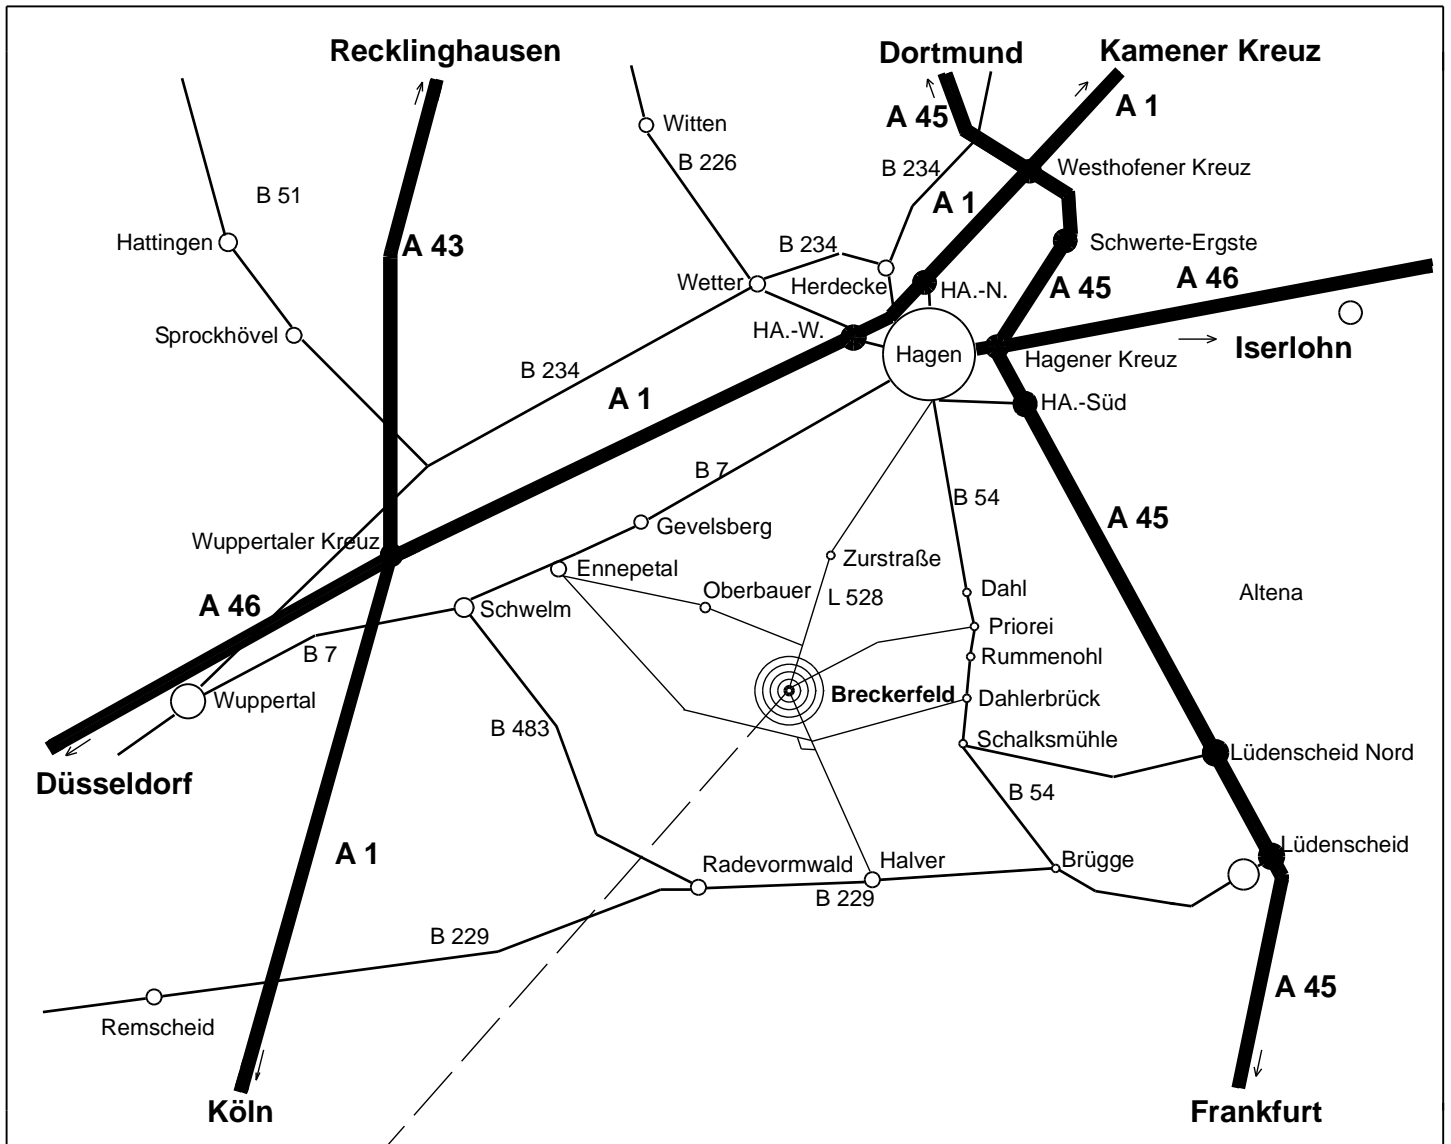 Recklinghausen
Dortmund
Kamener Kreuz
A 45
A 1
Witten
B 226
B 234
Westhofener Kreuz
B 51
A 1
Hattingen
A 43
B 234
Schwerte-Ergste
Wetter
Herdecke
HA.-N.
A 45
A 46
Sprockhövel
HA.-W.
Hagen
Hagener Kreuz
Iserlohn
B 234
A 1
HA.-Süd
B 7
B 54
A 45
Wuppertaler Kreuz
Gevelsberg
Ennepetal
Zurstraße
Oberbauer
L 528
Dahl
Altena
A 46
Schwelm
Priorei
B 7
Rummenohl
Wuppertal
Breckerfeld
Dahlerbrück
B 483
Schalksmühle
Lüdenscheid Nord
Düsseldorf
B 54
A 1
Radevormwald
Halver
Brügge
Lüdenscheid
B 229
B 229
A 45
Remscheid
Köln
Frankfurt